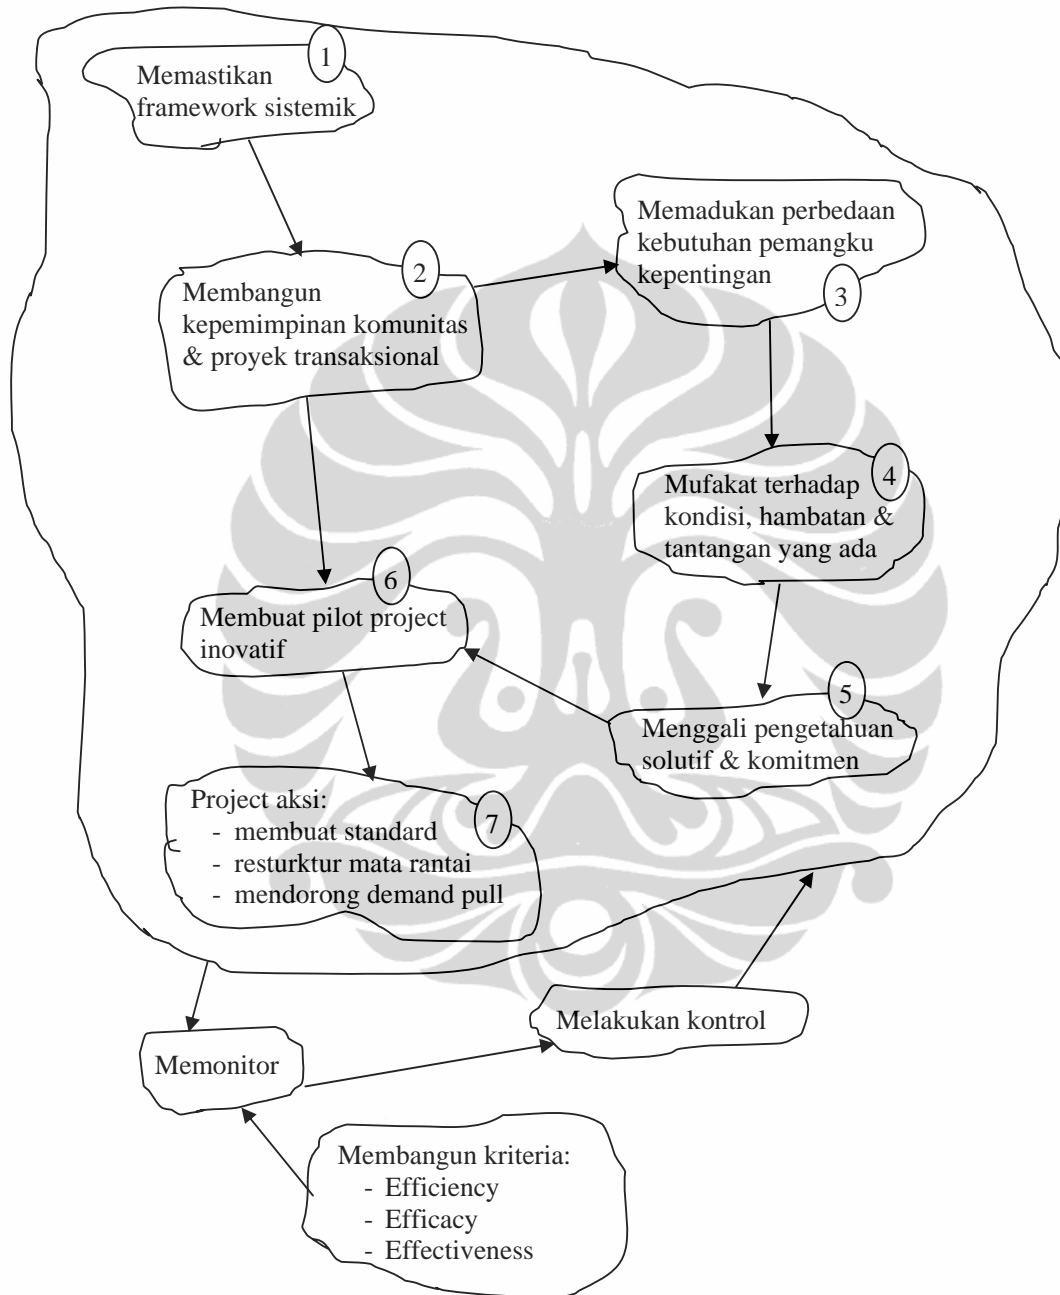 1
Memastikan
framework sistemik
2
Membangun
kepemimpinan komunitas
& proyek transaksional
Memadukan perbedaan
kebutuhan pemangku
kepentingan
3
4
Mufakat terhadap
kondisi, hambatan &
tantangan yang ada
5
Menggali pengetahuan
solutif & komitmen
6
Membuat pilot project
inovatif
7
Project aksi:
- membuat standard
- resturktur mata rantai
- mendorong demand pull
Melakukan kontrol
Memonitor
Membangun kriteria:
- Efficiency
- Efficacy
- Effectiveness